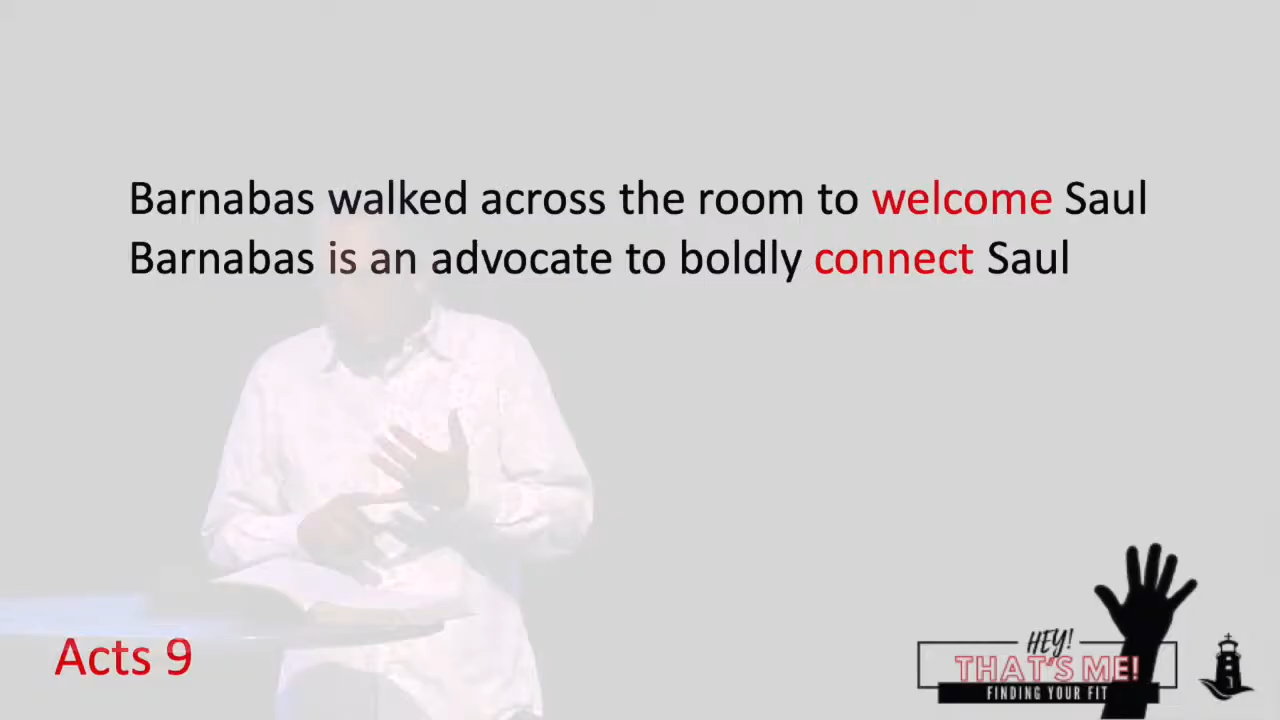 Barnabas walked across the room to welcome Saul
Barnabas is an advocate to boldly connect Saul
Acts 9
HEY!
THAT'S ME!
FINDING YOUR FIT